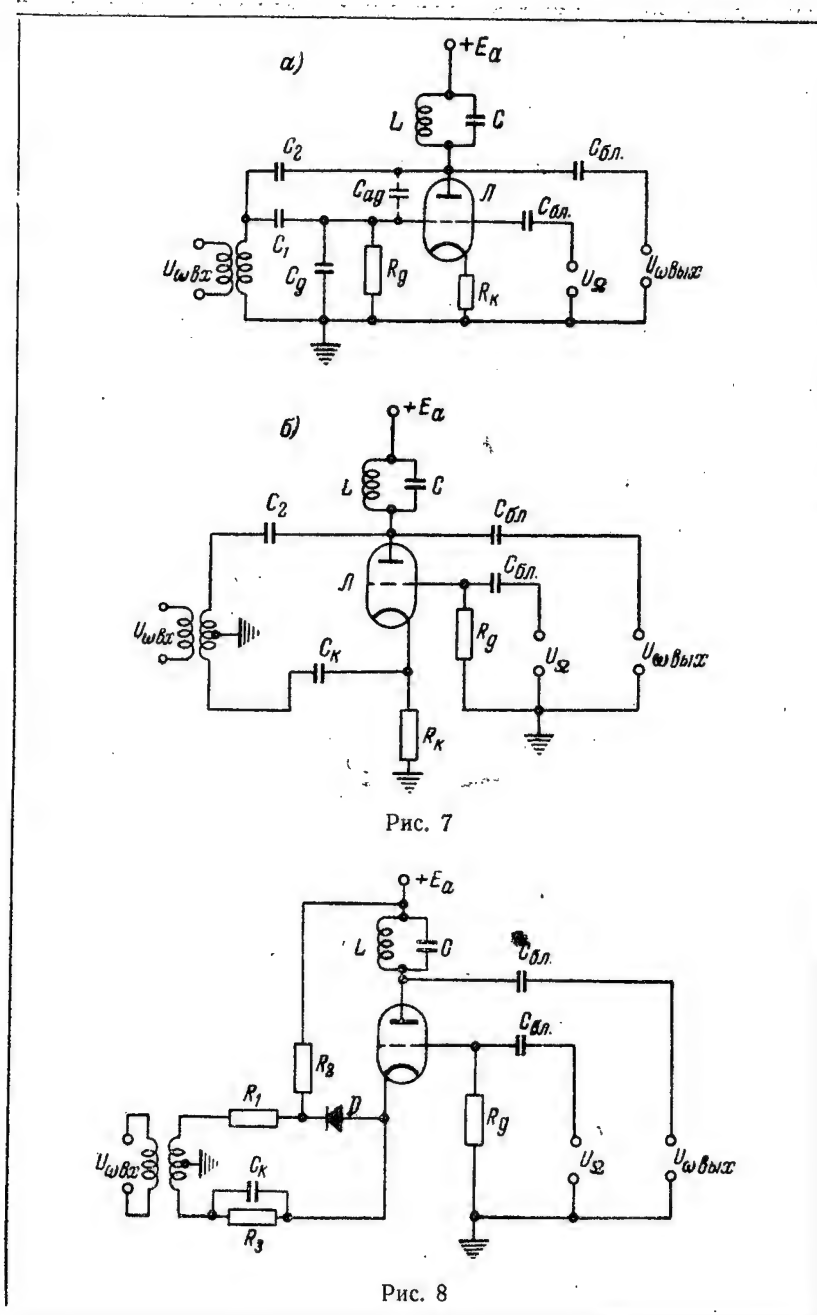 а)
+Eа
L
C
C2
Cag
Л
Cбл.
C1
Cбл.
Uωвх
Cg
Rg
Rк
UΩ
Uωвых
б)
+Eа
L
C
C2
Cбл
Cбл.
Л
Uωвх
Rg
UΩ
Uωвых
Cк
Rк
Рис. 7
+Eа
L
C
Cбл.
Cбл.
R2
R1
D
Rg
Uωвх
UΩ
Uωвых
Cк
R3
Рис. 8